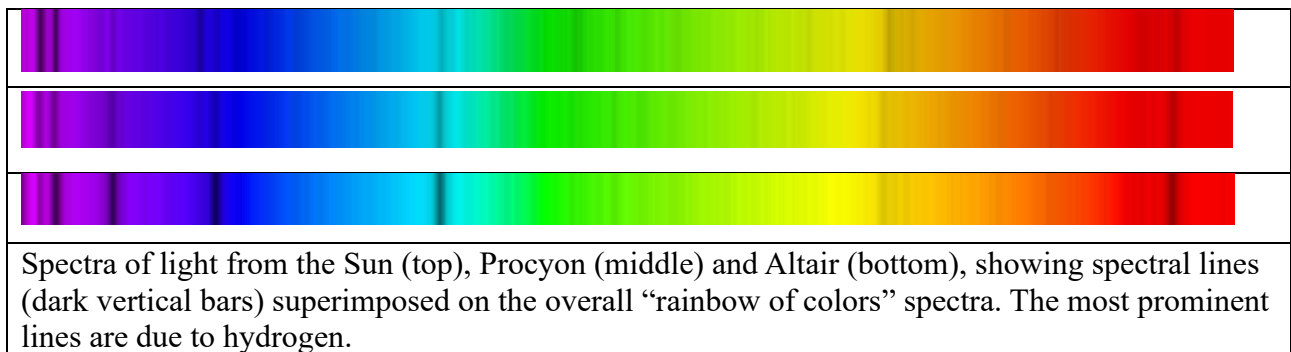 Spectra of light from the Sun (top), Procyon (middle) and Altair (bottom), showing spectral lines
(dark vertical bars) superimposed on the overall “rainbow of colors” spectra. The most prominent
lines are due to hydrogen.